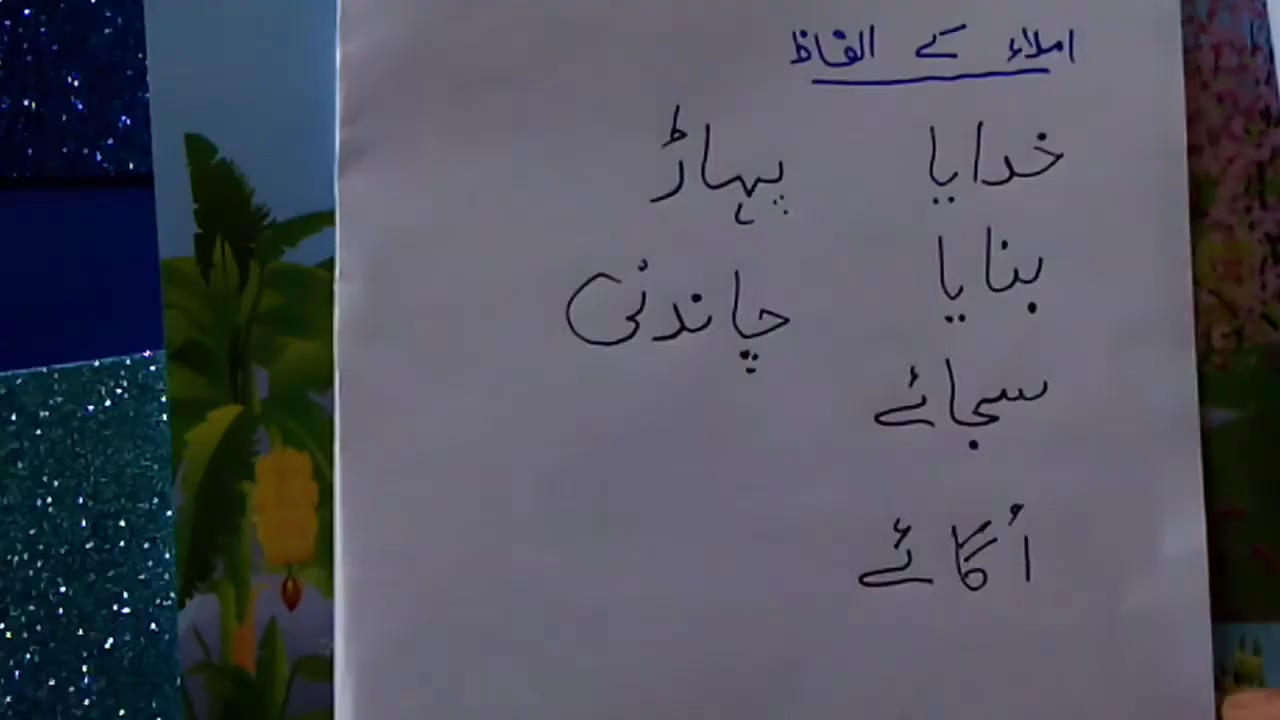 املاء کے الفاظ
خدایا
بنایا
سجائے
اُگائے
پہاڑ
چاندنی